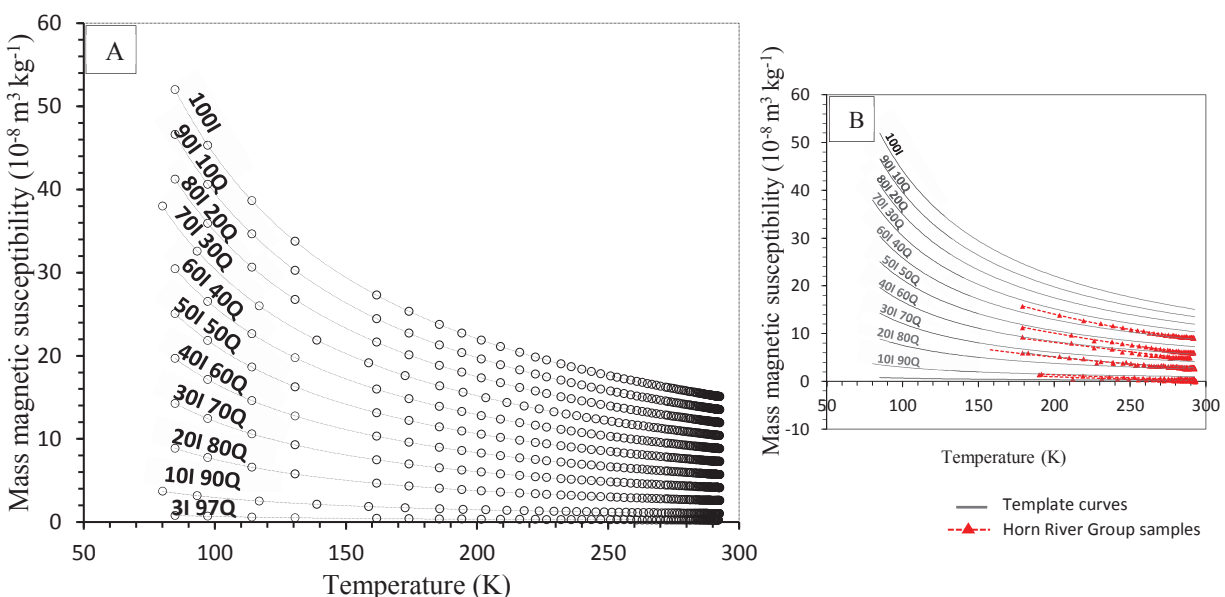 A
Mass magnetic susceptibility (10⁻⁸ m³ kg⁻¹)
60
50
40
30
20
10
0
100I
90I 10Q
80I 20Q
70I 30Q
60I 40Q
50I 50Q
40I 60Q
30I 70Q
20I 80Q
10I 90Q
3I 97Q
50 100 150 200 250 300
Temperature (K)
B
Mass magnetic susceptibility (10⁻⁸ m³ kg⁻¹)
60
50
40
30
20
10
0
-10
100I
90I 10Q
80I 20Q
70I 30Q
60I 40Q
50I 50Q
40I 60Q
30I 70Q
20I 80Q
10I 90Q
50 100 150 200 250 300
Temperature (K)
Template curves
Horn River Group samples